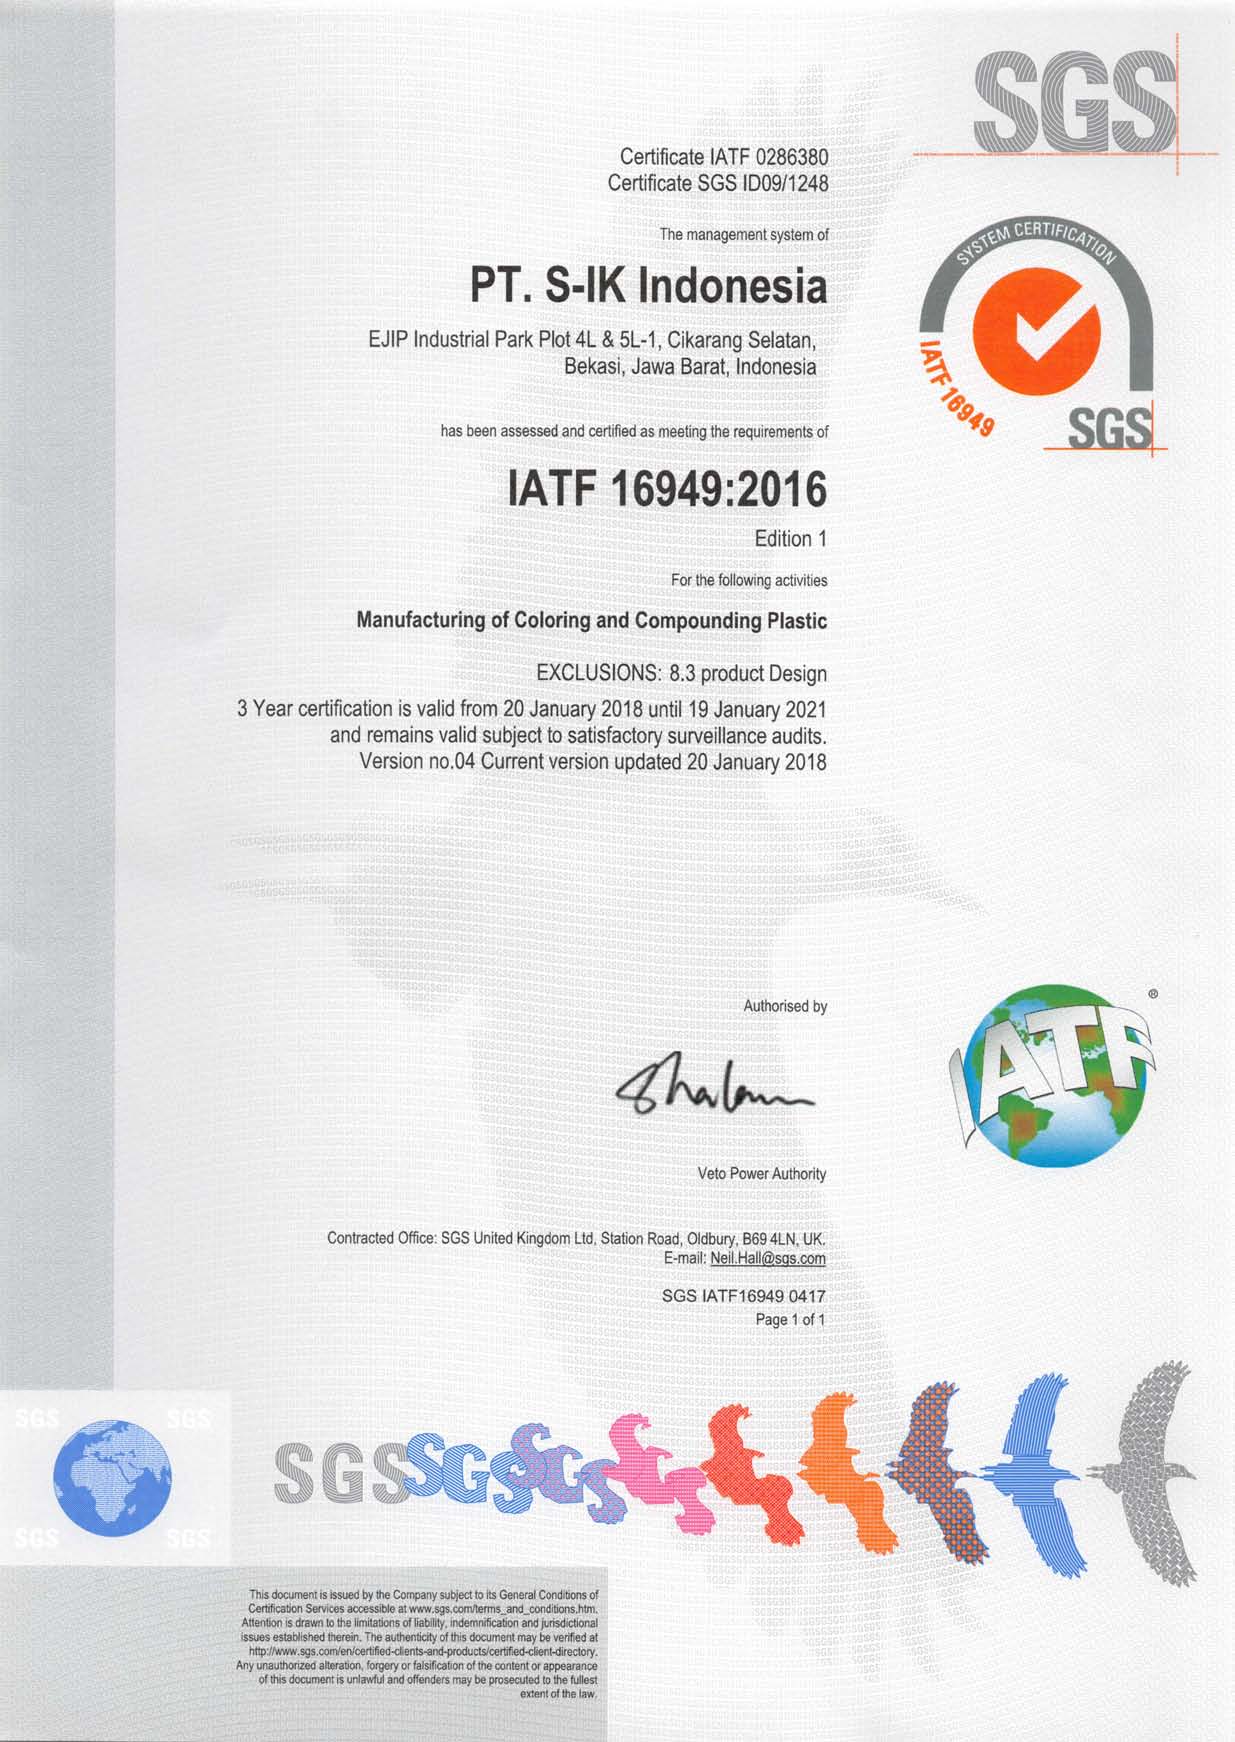 SGS
Certificate IATF 0286380
Certificate SGS ID09/1248
The management system of
PT. S-IK Indonesia
EJIP Industrial Park Plot 4L & 5L-1, Cikarang Selatan,
Bekasi, Jawa Barat, Indonesia
SYSTEM CERTIFICATION
IATF 16949
SGS
has been assessed and certified as meeting the requirements of
IATF 16949:2016
Edition 1
For the following activities
Manufacturing of Coloring and Compounding Plastic
EXCLUSIONS: 8.3 product Design
3 Year certification is valid from 20 January 2018 until 19 January 2021
and remains valid subject to satisfactory surveillance audits.
Version no.04 Current version updated 20 January 2018
Authorised by
IATF ®
Veto Power Authority
Contracted Office: SGS United Kingdom Ltd, Station Road, Oldbury, B69 4LN, UK.
E-mail: Neil.Hall@sgs.com
SGS IATF16949 0417
Page 1 of 1
SGS SGS
SGS SGS
SGSSGSSGS
This document is issued by the Company subject to its General Conditions of
Certification Services accessible at www.sgs.com/terms_and_conditions.htm.
Attention is drawn to the limitations of liability, indemnification and jurisdictional
issues established therein. The authenticity of this document may be verified at
http://www.sgs.com/en/certified-clients-and-products/certified-client-directory.
Any unauthorized alteration, forgery or falsification of the content or appearance
of this document is unlawful and offenders may be prosecuted to the fullest
extent of the law.